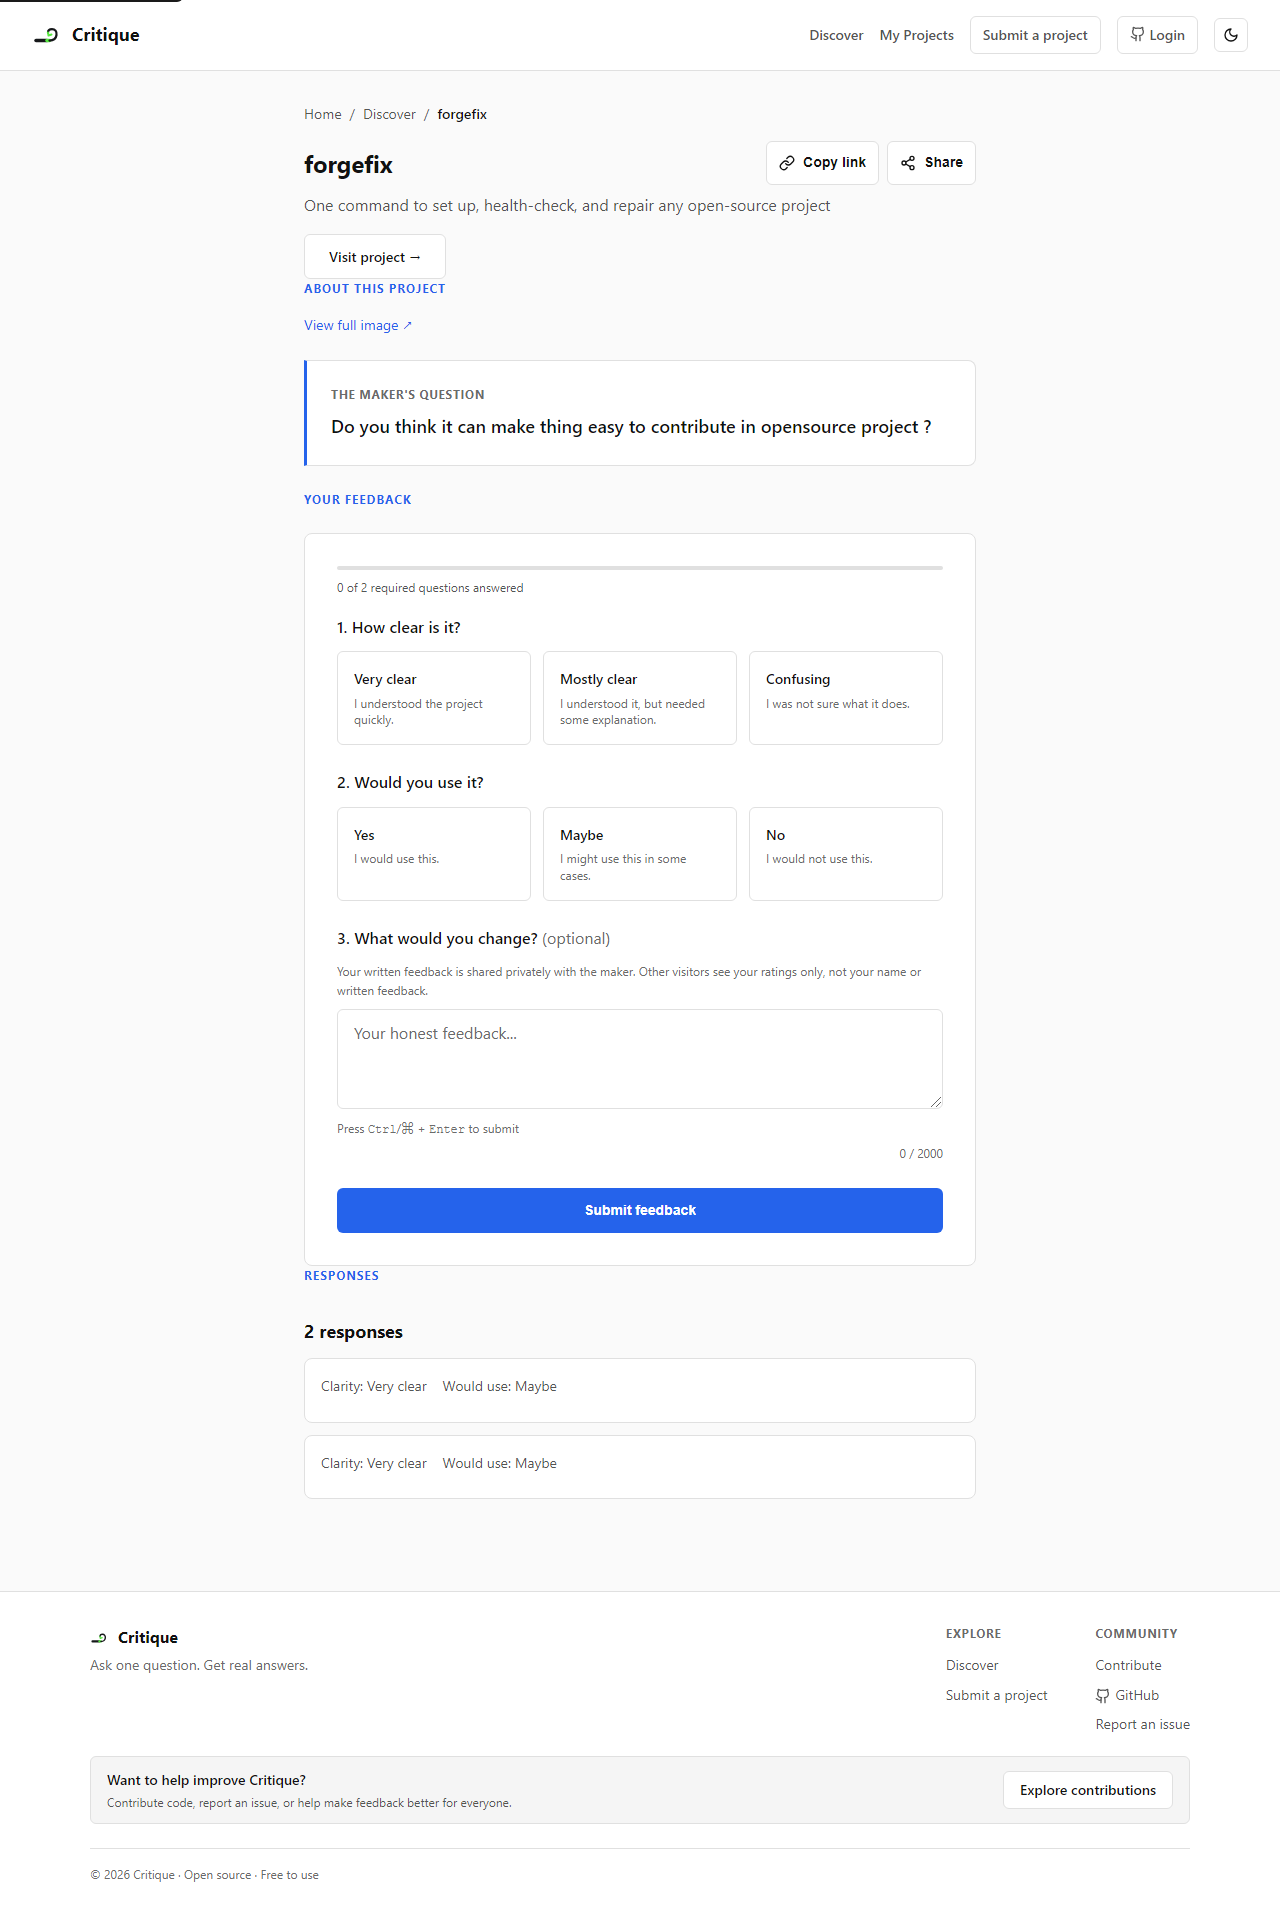 Critique
Discover My Projects Submit a project Login
Home / Discover / forgefix
forgefix
Copy link Share
One command to set up, health-check, and repair any open-source project
Visit project →
ABOUT THIS PROJECT
View full image ↗
THE MAKER'S QUESTION
Do you think it can make thing easy to contribute in opensource project ?
YOUR FEEDBACK
0 of 2 required questions answered
1. How clear is it?
Very clear
I understood the project
quickly.
Mostly clear
I understood it, but needed
some explanation.
Confusing
I was not sure what it does.
2. Would you use it?
Yes
I would use this.
Maybe
I might use this in some
cases.
No
I would not use this.
3. What would you change? (optional)
Your written feedback is shared privately with the maker. Other visitors see your ratings only, not your name or
written feedback.
Your honest feedback...
Press Ctrl/⌘ + Enter to submit
0 / 2000
Submit feedback
RESPONSES
2 responses
Clarity: Very clear Would use: Maybe
Clarity: Very clear Would use: Maybe
Critique
Ask one question. Get real answers.
EXPLORE
Discover
Submit a project
COMMUNITY
Contribute
GitHub
Report an issue
Want to help improve Critique?
Contribute code, report an issue, or help make feedback better for everyone.
Explore contributions
© 2026 Critique · Open source · Free to use